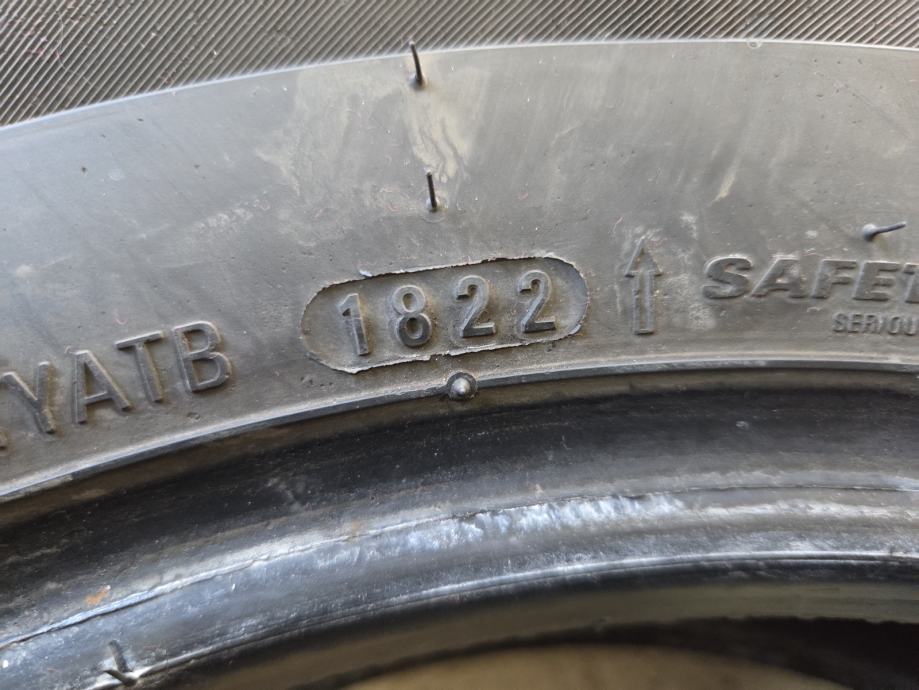 YATB 1822
SAFET
SERIOU